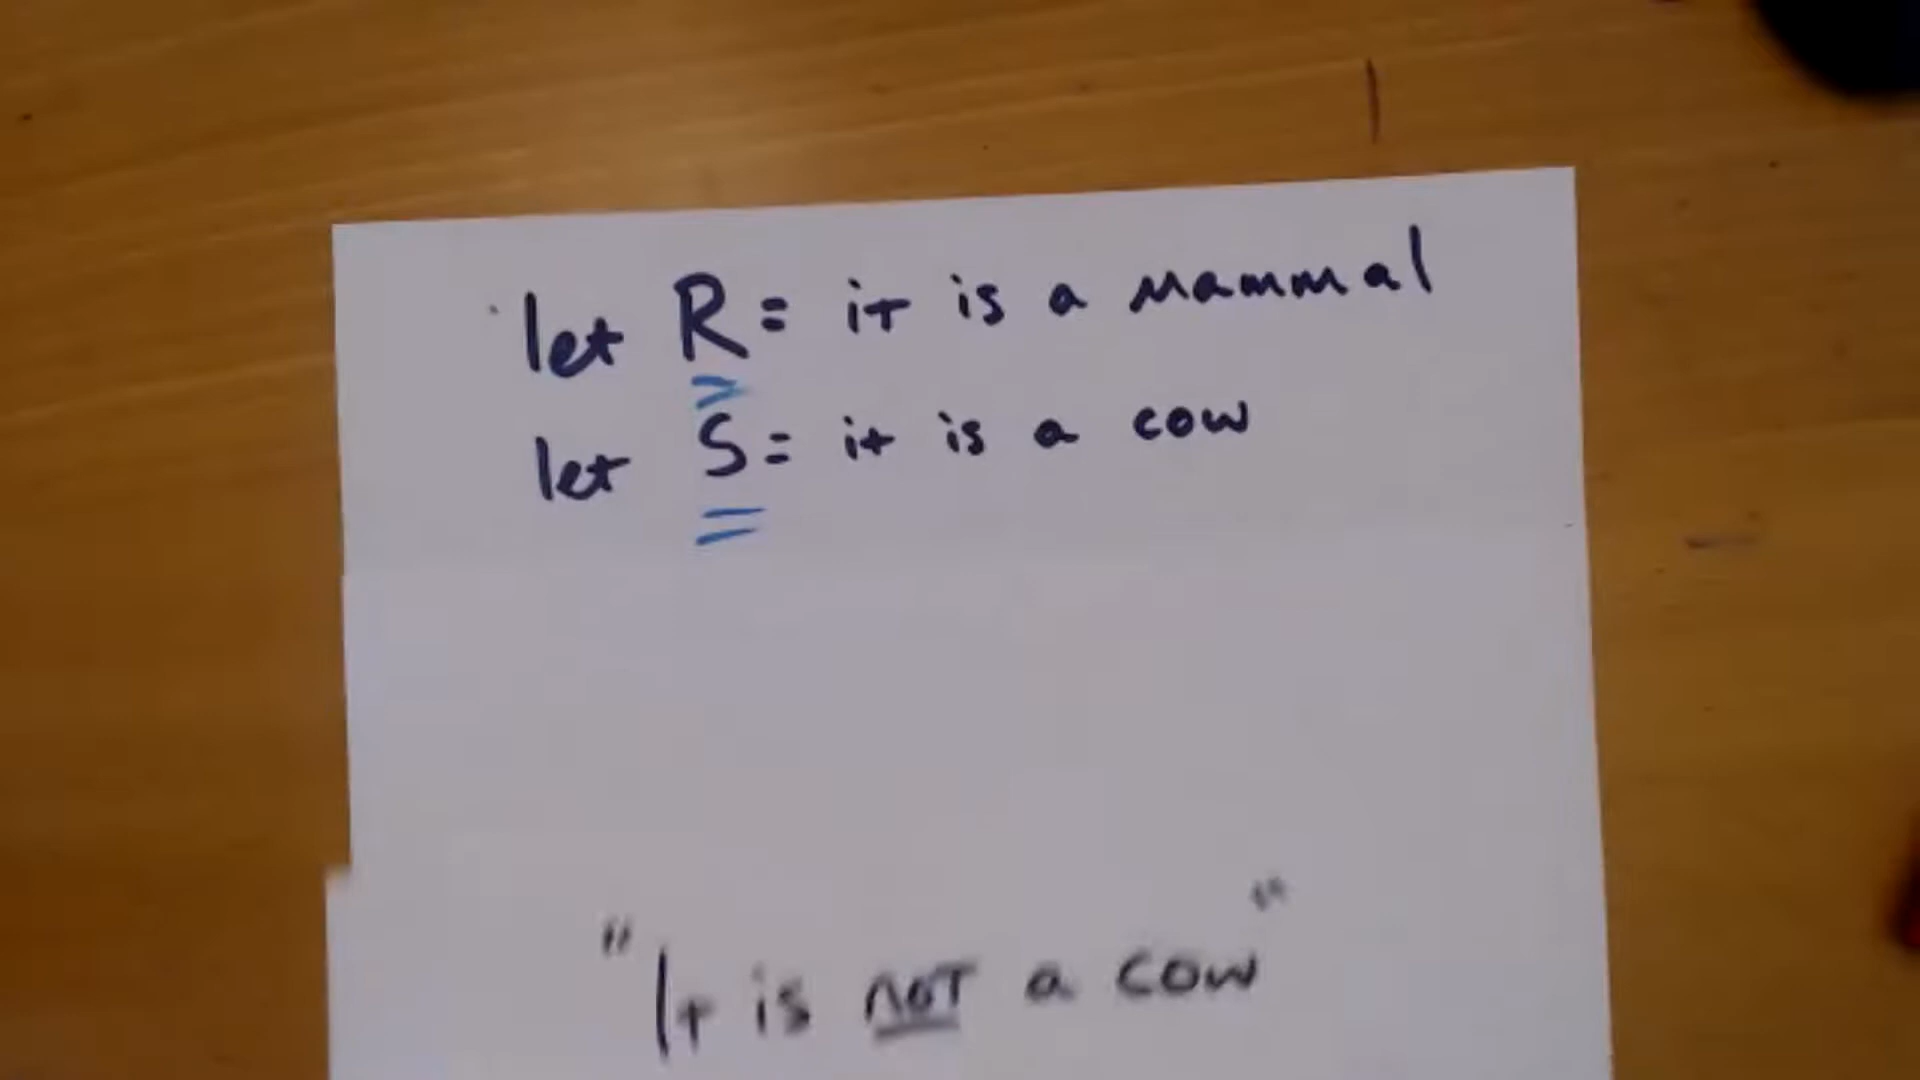 let R = it is a mammal
let S = it is a cow
"It is NOT a cow"